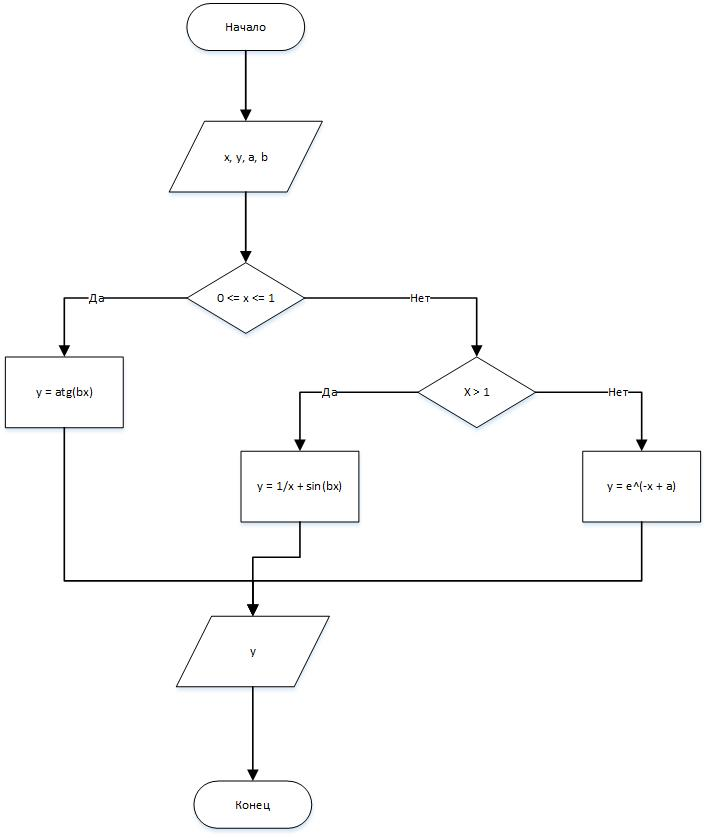 Начало
x, y, a, b
0 <= x <= 1
Да
Нет
y = atg(bx)
X > 1
Да
Нет
y = 1/x + sin(bx)
y = e^(-x + a)
y
Конец